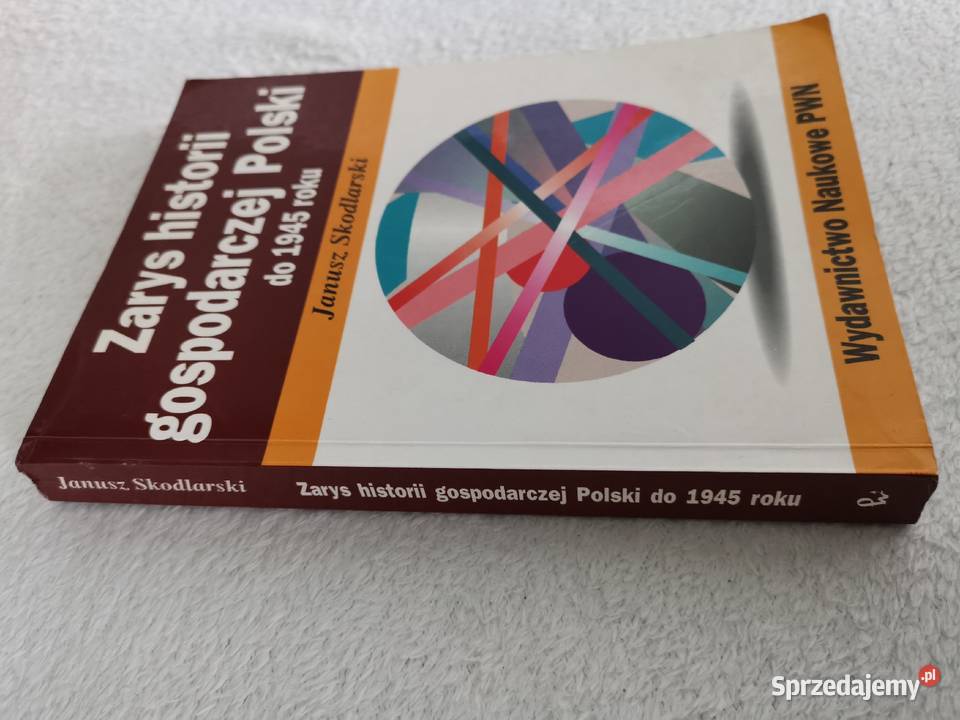 Zarys historii
gospodarczej Polski
do 1945 roku
Janusz Skodlarski
Wydawnictwo Naukowe PWN
Janusz Skodlarski
Zarys historii gospodarczej Polski do 1945 roku
Sprzedajemy.pl